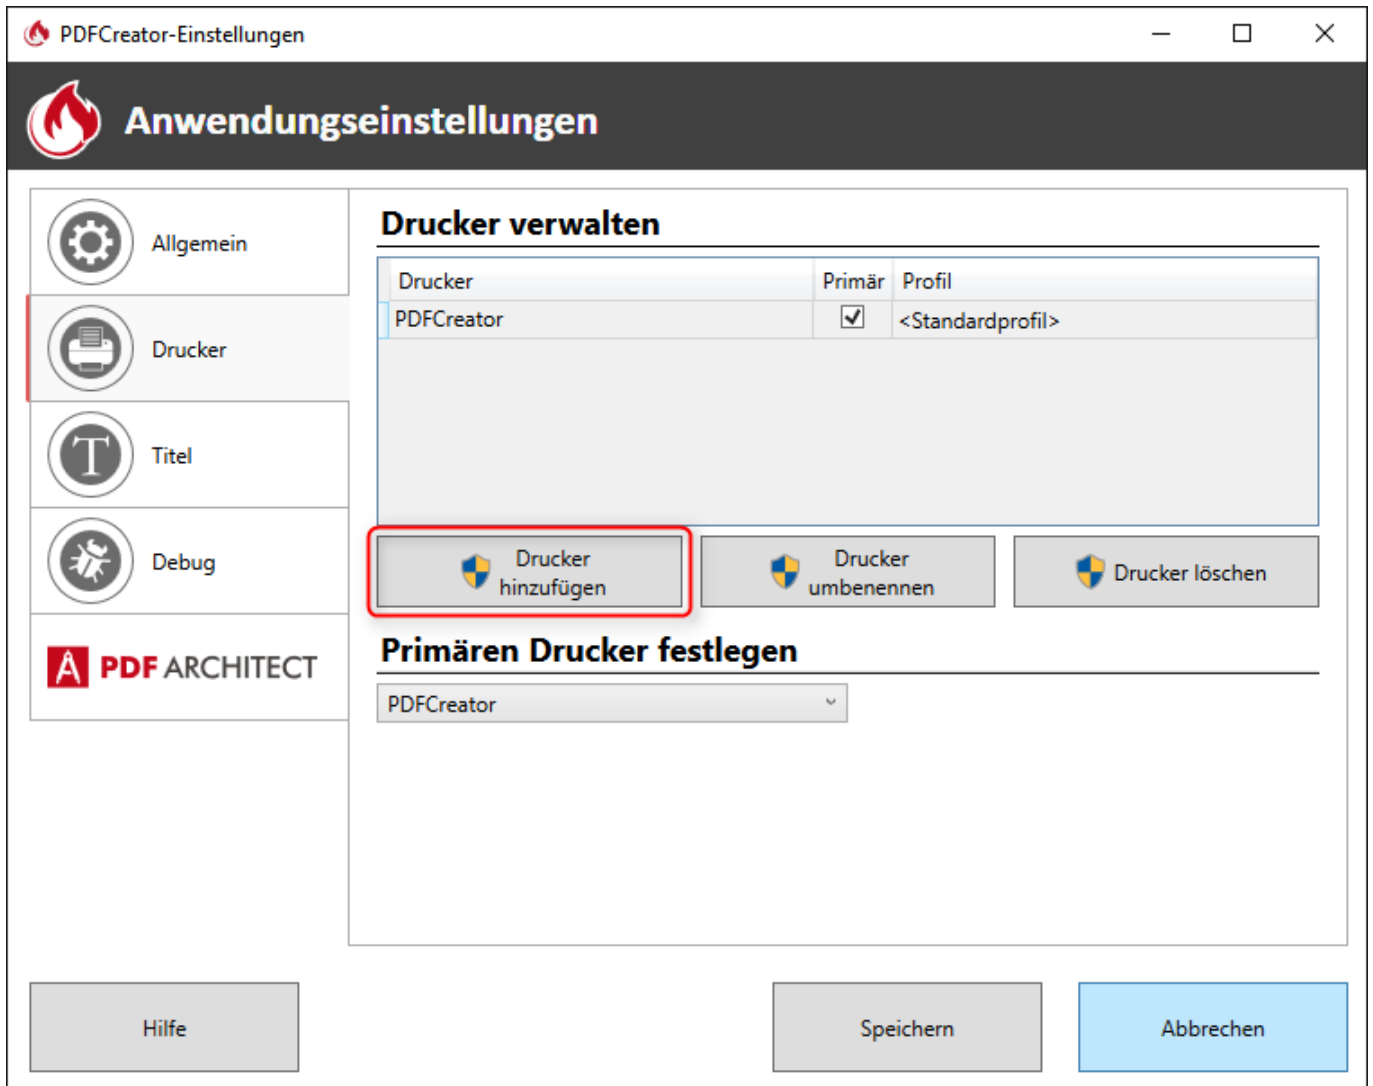 PDFCreator-Einstellungen
Anwendungseinstellungen
Allgemein
Drucker
Titel
Debug
PDF ARCHITECT
Drucker verwalten
Drucker Primär Profil
PDFCreator <Standardprofil>
Drucker
hinzufügen
Drucker
umbenennen
Drucker löschen
Primären Drucker festlegen
PDFCreator
Hilfe
Speichern
Abbrechen